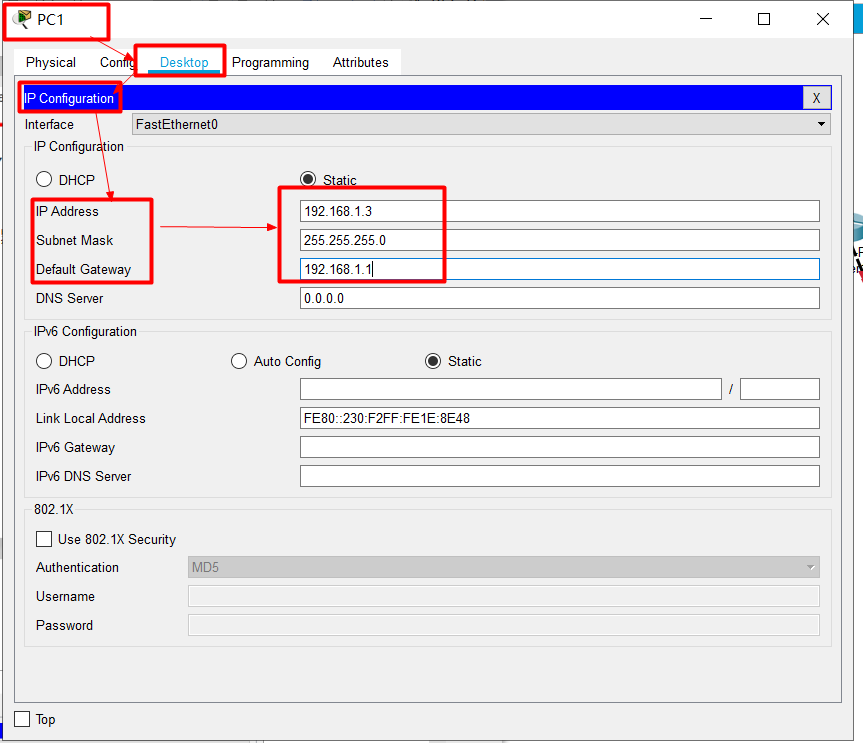 PC1
Physical Config Desktop Programming Attributes
IP Configuration X
Interface FastEthernet0
IP Configuration
DHCP Static
IP Address 192.168.1.3
Subnet Mask 255.255.255.0
Default Gateway 192.168.1.1
DNS Server 0.0.0.0
IPv6 Configuration
DHCP Auto Config Static
IPv6 Address /
Link Local Address FE80::230:F2FF:FE1E:8E48
IPv6 Gateway
IPv6 DNS Server
802.1X
Use 802.1X Security
Authentication MD5
Username
Password
Top